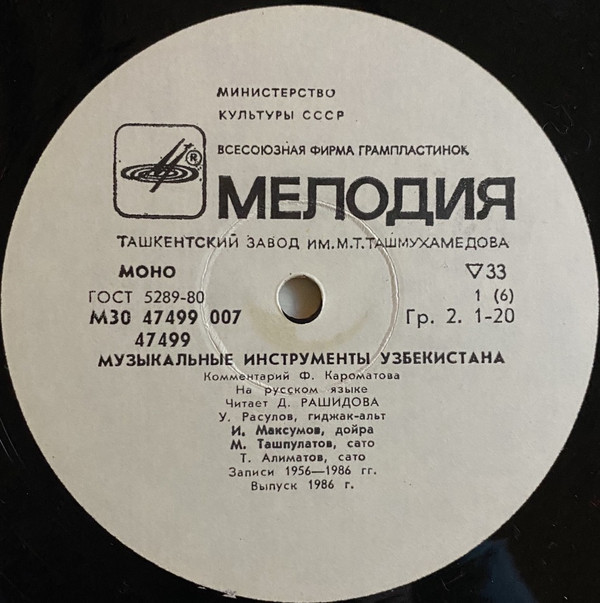 МИНИСТЕРСТВО
КУЛЬТУРЫ СССР
ВСЕСОЮЗНАЯ ФИРМА ГРАМПЛАСТИНОК
®
МЕЛОДИЯ
ТАШКЕНТСКИЙ ЗАВОД ИМ.М.Т.ТАШМУХАМЕДОВА
МОНО ▽33
ГОСТ 5289-80 1 (6)
М30 47499 007 Гр. 2. 1-20
47499
МУЗЫКАЛЬНЫЕ ИНСТРУМЕНТЫ УЗБЕКИСТАНА
Комментарий Ф. Кароматова
На русском языке
Читает Д. РАШИДОВА
У. Расулов, гиджак-альт
И. Максумов, дойра
М. Ташпулатов, сато
Т. Алиматов, сато
Записи 1956—1986 гг.
Выпуск 1986 г.